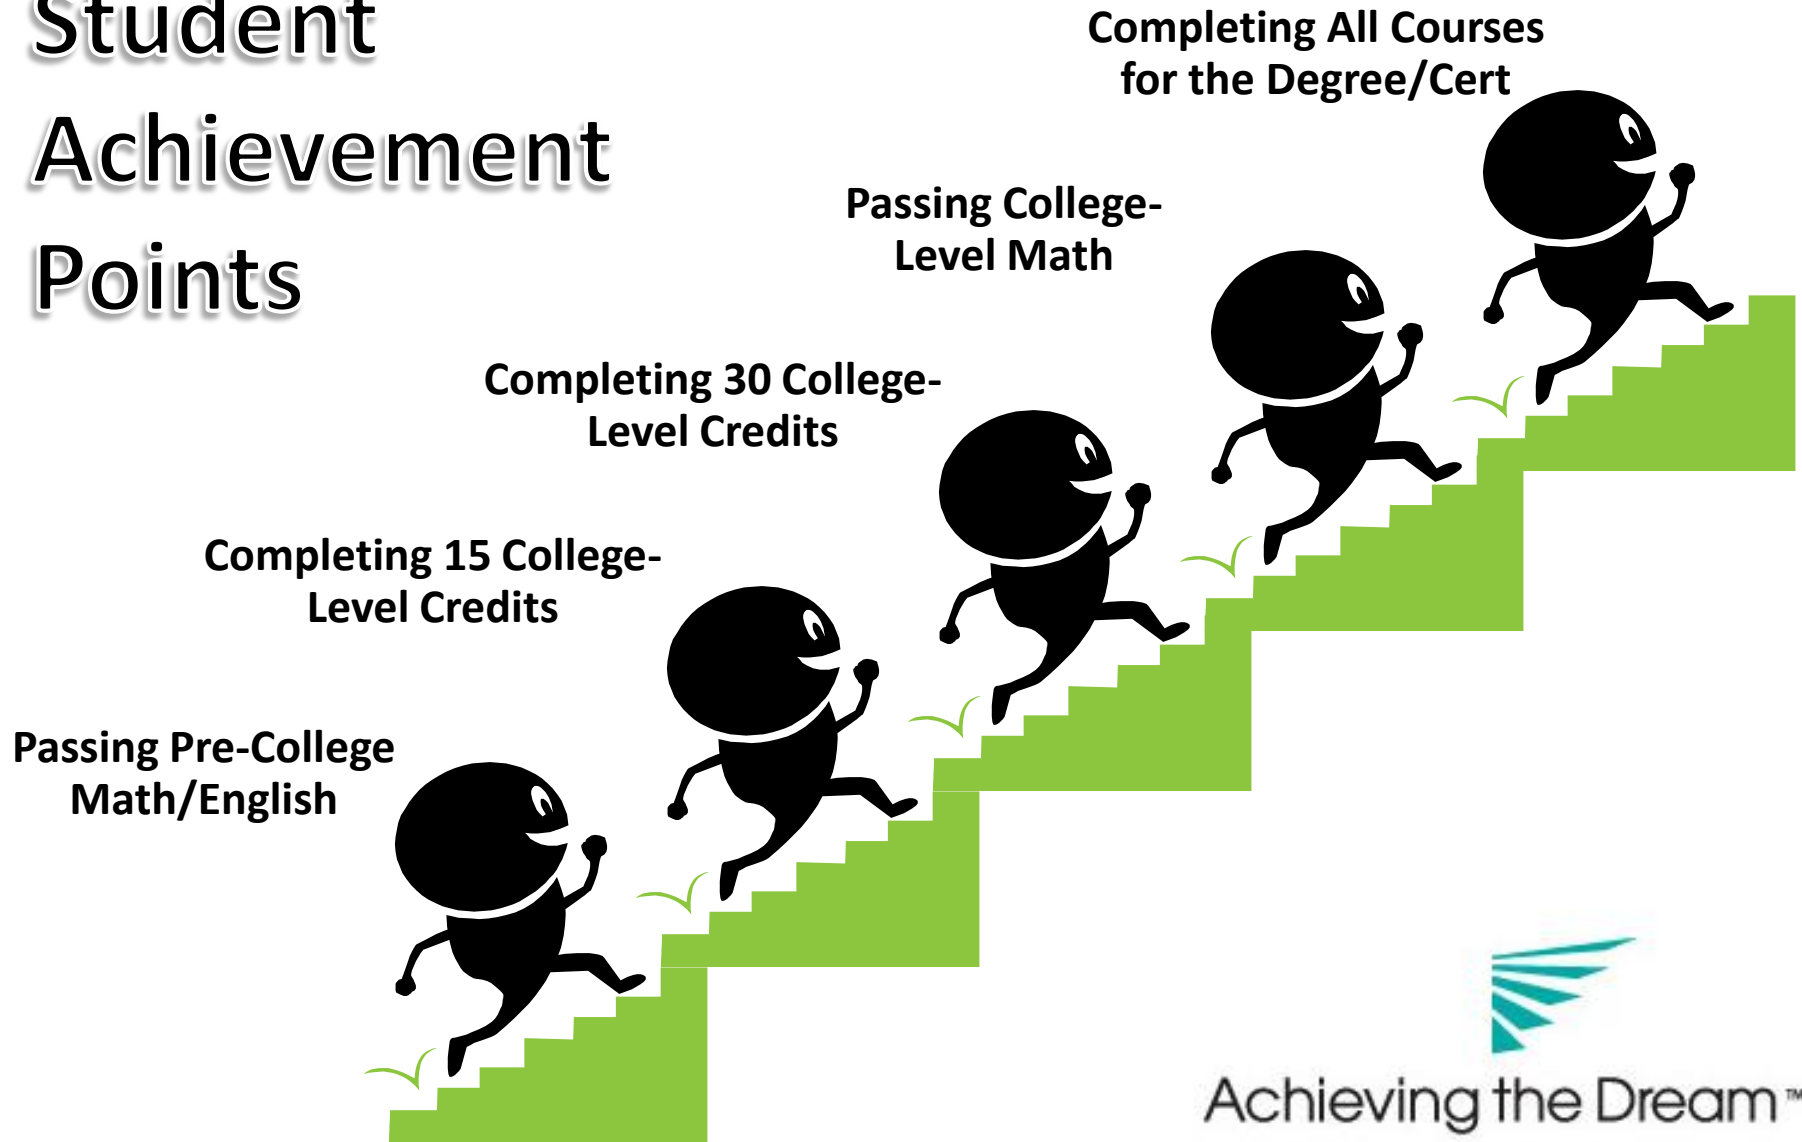 Student
Achievement
Points
Completing All Courses
for the Degree/Cert
Passing College-
Level Math
Completing 30 College-
Level Credits
Completing 15 College-
Level Credits
Passing Pre-College
Math/English
Achieving the Dream™